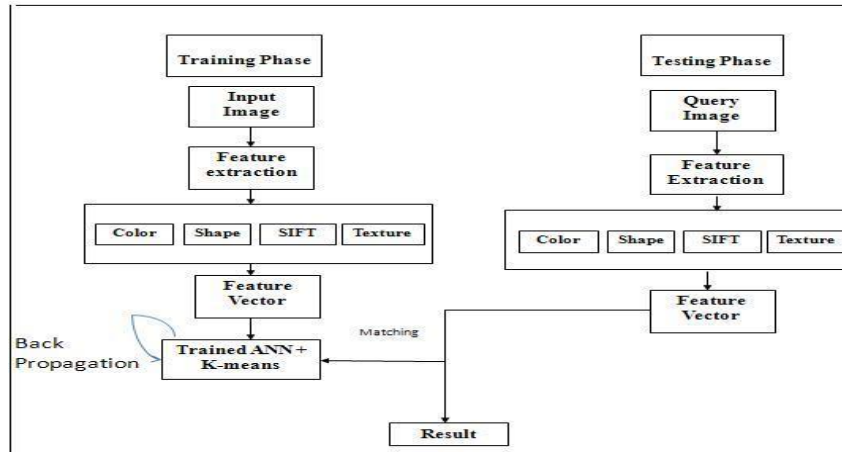 Training Phase
Input
Image
Feature
extraction
Color
Shape
SIFT
Texture
Feature
Vector
Back
Propagation
Trained ANN +
K-means
Testing Phase
Query
Image
Feature
Extraction
Color
Shape
SIFT
Texture
Feature
Vector
Matching
Result